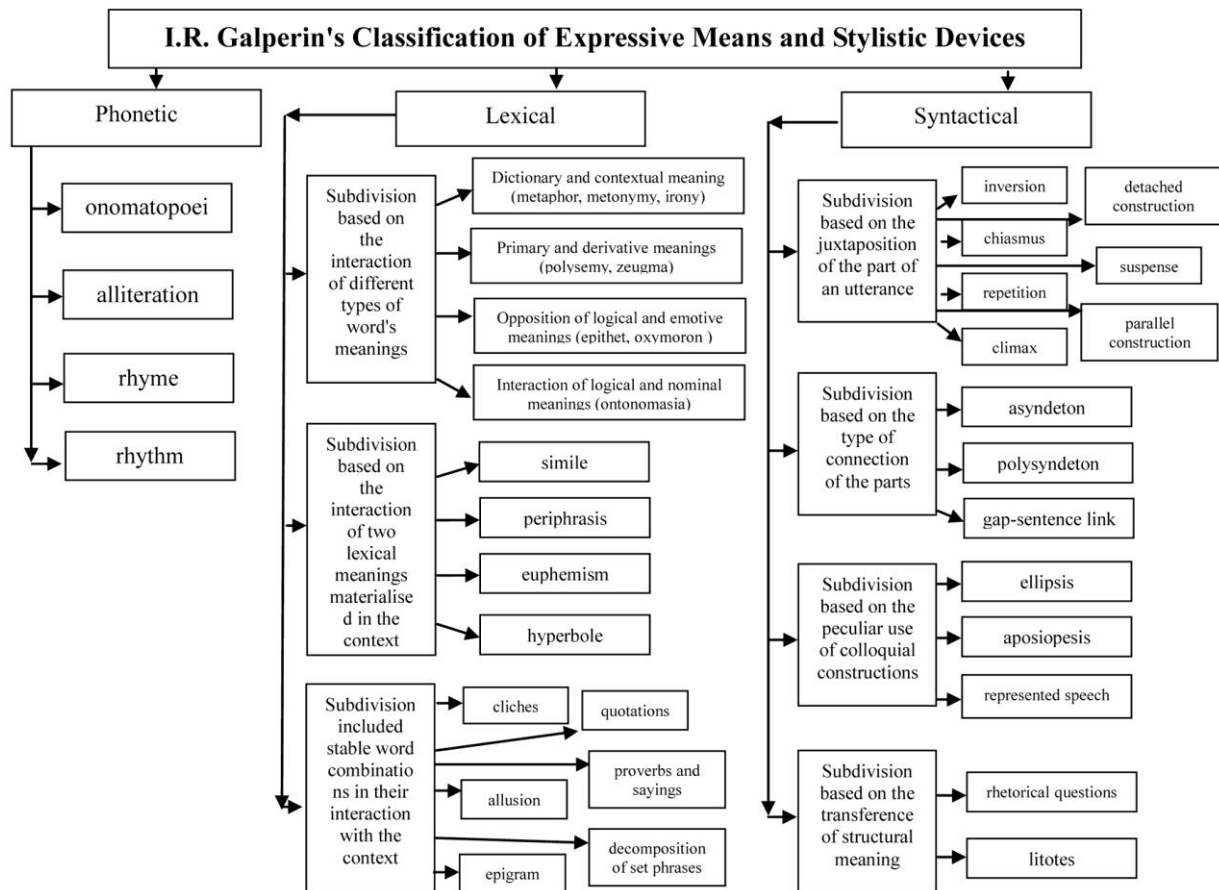 I.R. Galperin's Classification of Expressive Means and Stylistic Devices
Phonetic
onomatopoei
alliteration
rhyme
rhythm
Lexical
Subdivision
based on
the
interaction
of different
types of
word's
meanings
Dictionary and contextual meaning
(metaphor, metonymy, irony)
Primary and derivative meanings
(polysemy, zeugma)
Opposition of logical and emotive
meanings (epithet, oxymoron )
Interaction of logical and nominal
meanings (ontonomasia)
Subdivision
based on
the
interaction
of two
lexical
meanings
materialise
d in the
context
simile
periphrasis
euphemism
hyperbole
Subdivision
included
stable word
combinatio
ns in their
interaction
with the
context
cliches
quotations
proverbs and
sayings
allusion
decomposition
of set phrases
epigram
Syntactical
Subdivision
based on the
juxtaposition
of the part of
an utterance
inversion
detached
construction
chiasmus
suspense
repetition
parallel
construction
climax
Subdivision
based on the
type of
connection
of the parts
asyndeton
polysyndeton
gap-sentence link
Subdivision
based on the
peculiar use
of colloquial
constructions
ellipsis
aposiopesis
represented speech
Subdivision
based on the
transference
of structural
meaning
rhetorical questions
litotes